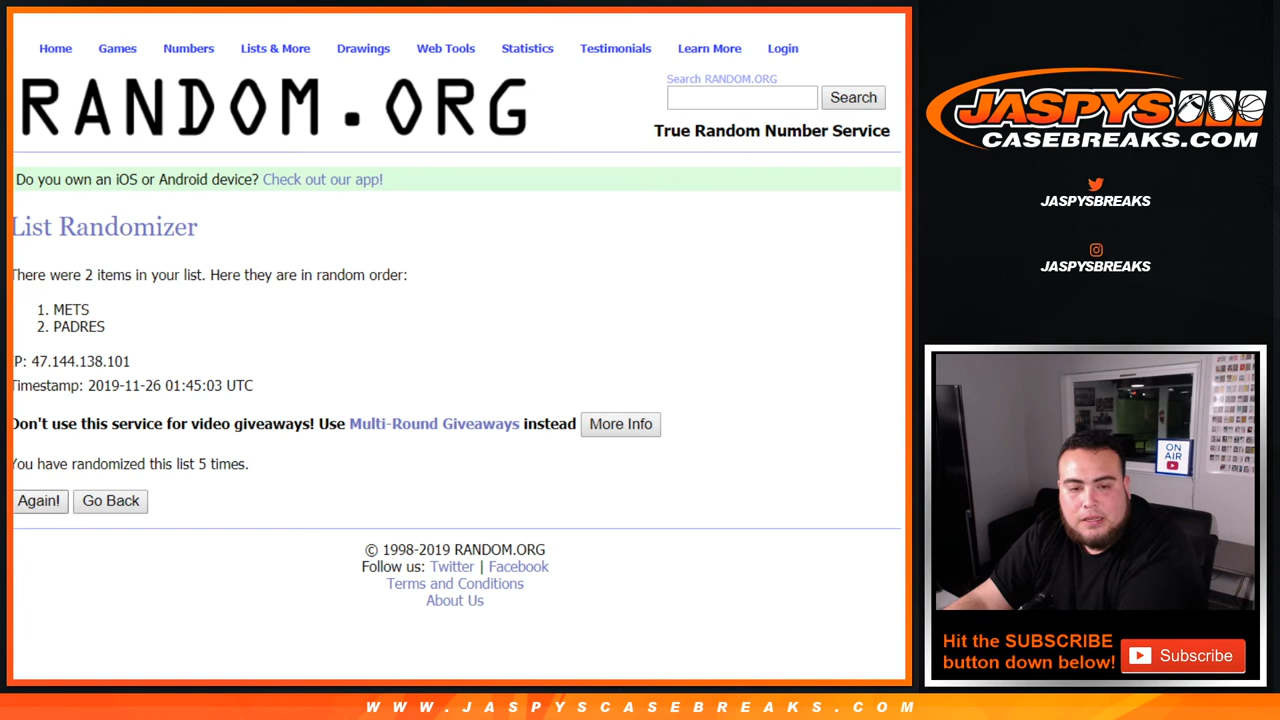 Home Games Numbers Lists & More Drawings Web Tools Statistics Testimonials Learn More Login
RANDOM.ORG
Search RANDOM.ORG
Search
True Random Number Service
Do you own an iOS or Android device? Check out our app!
List Randomizer
There were 2 items in your list. Here they are in random order:
1. METS
2. PADRES
IP: 47.144.138.101
Timestamp: 2019-11-26 01:45:03 UTC
Don't use this service for video giveaways! Use Multi-Round Giveaways instead More Info
You have randomized this list 5 times.
Again! Go Back
© 1998-2019 RANDOM.ORG
Follow us: Twitter | Facebook
Terms and Conditions
About Us
JASPYS
CASEBREAKS.COM
JASPYSBREAKS
JASPYSBREAKS
ON
AIR
Hit the SUBSCRIBE
button down below!
Subscribe
WWW.JASPYSCASEBREAKS.COM